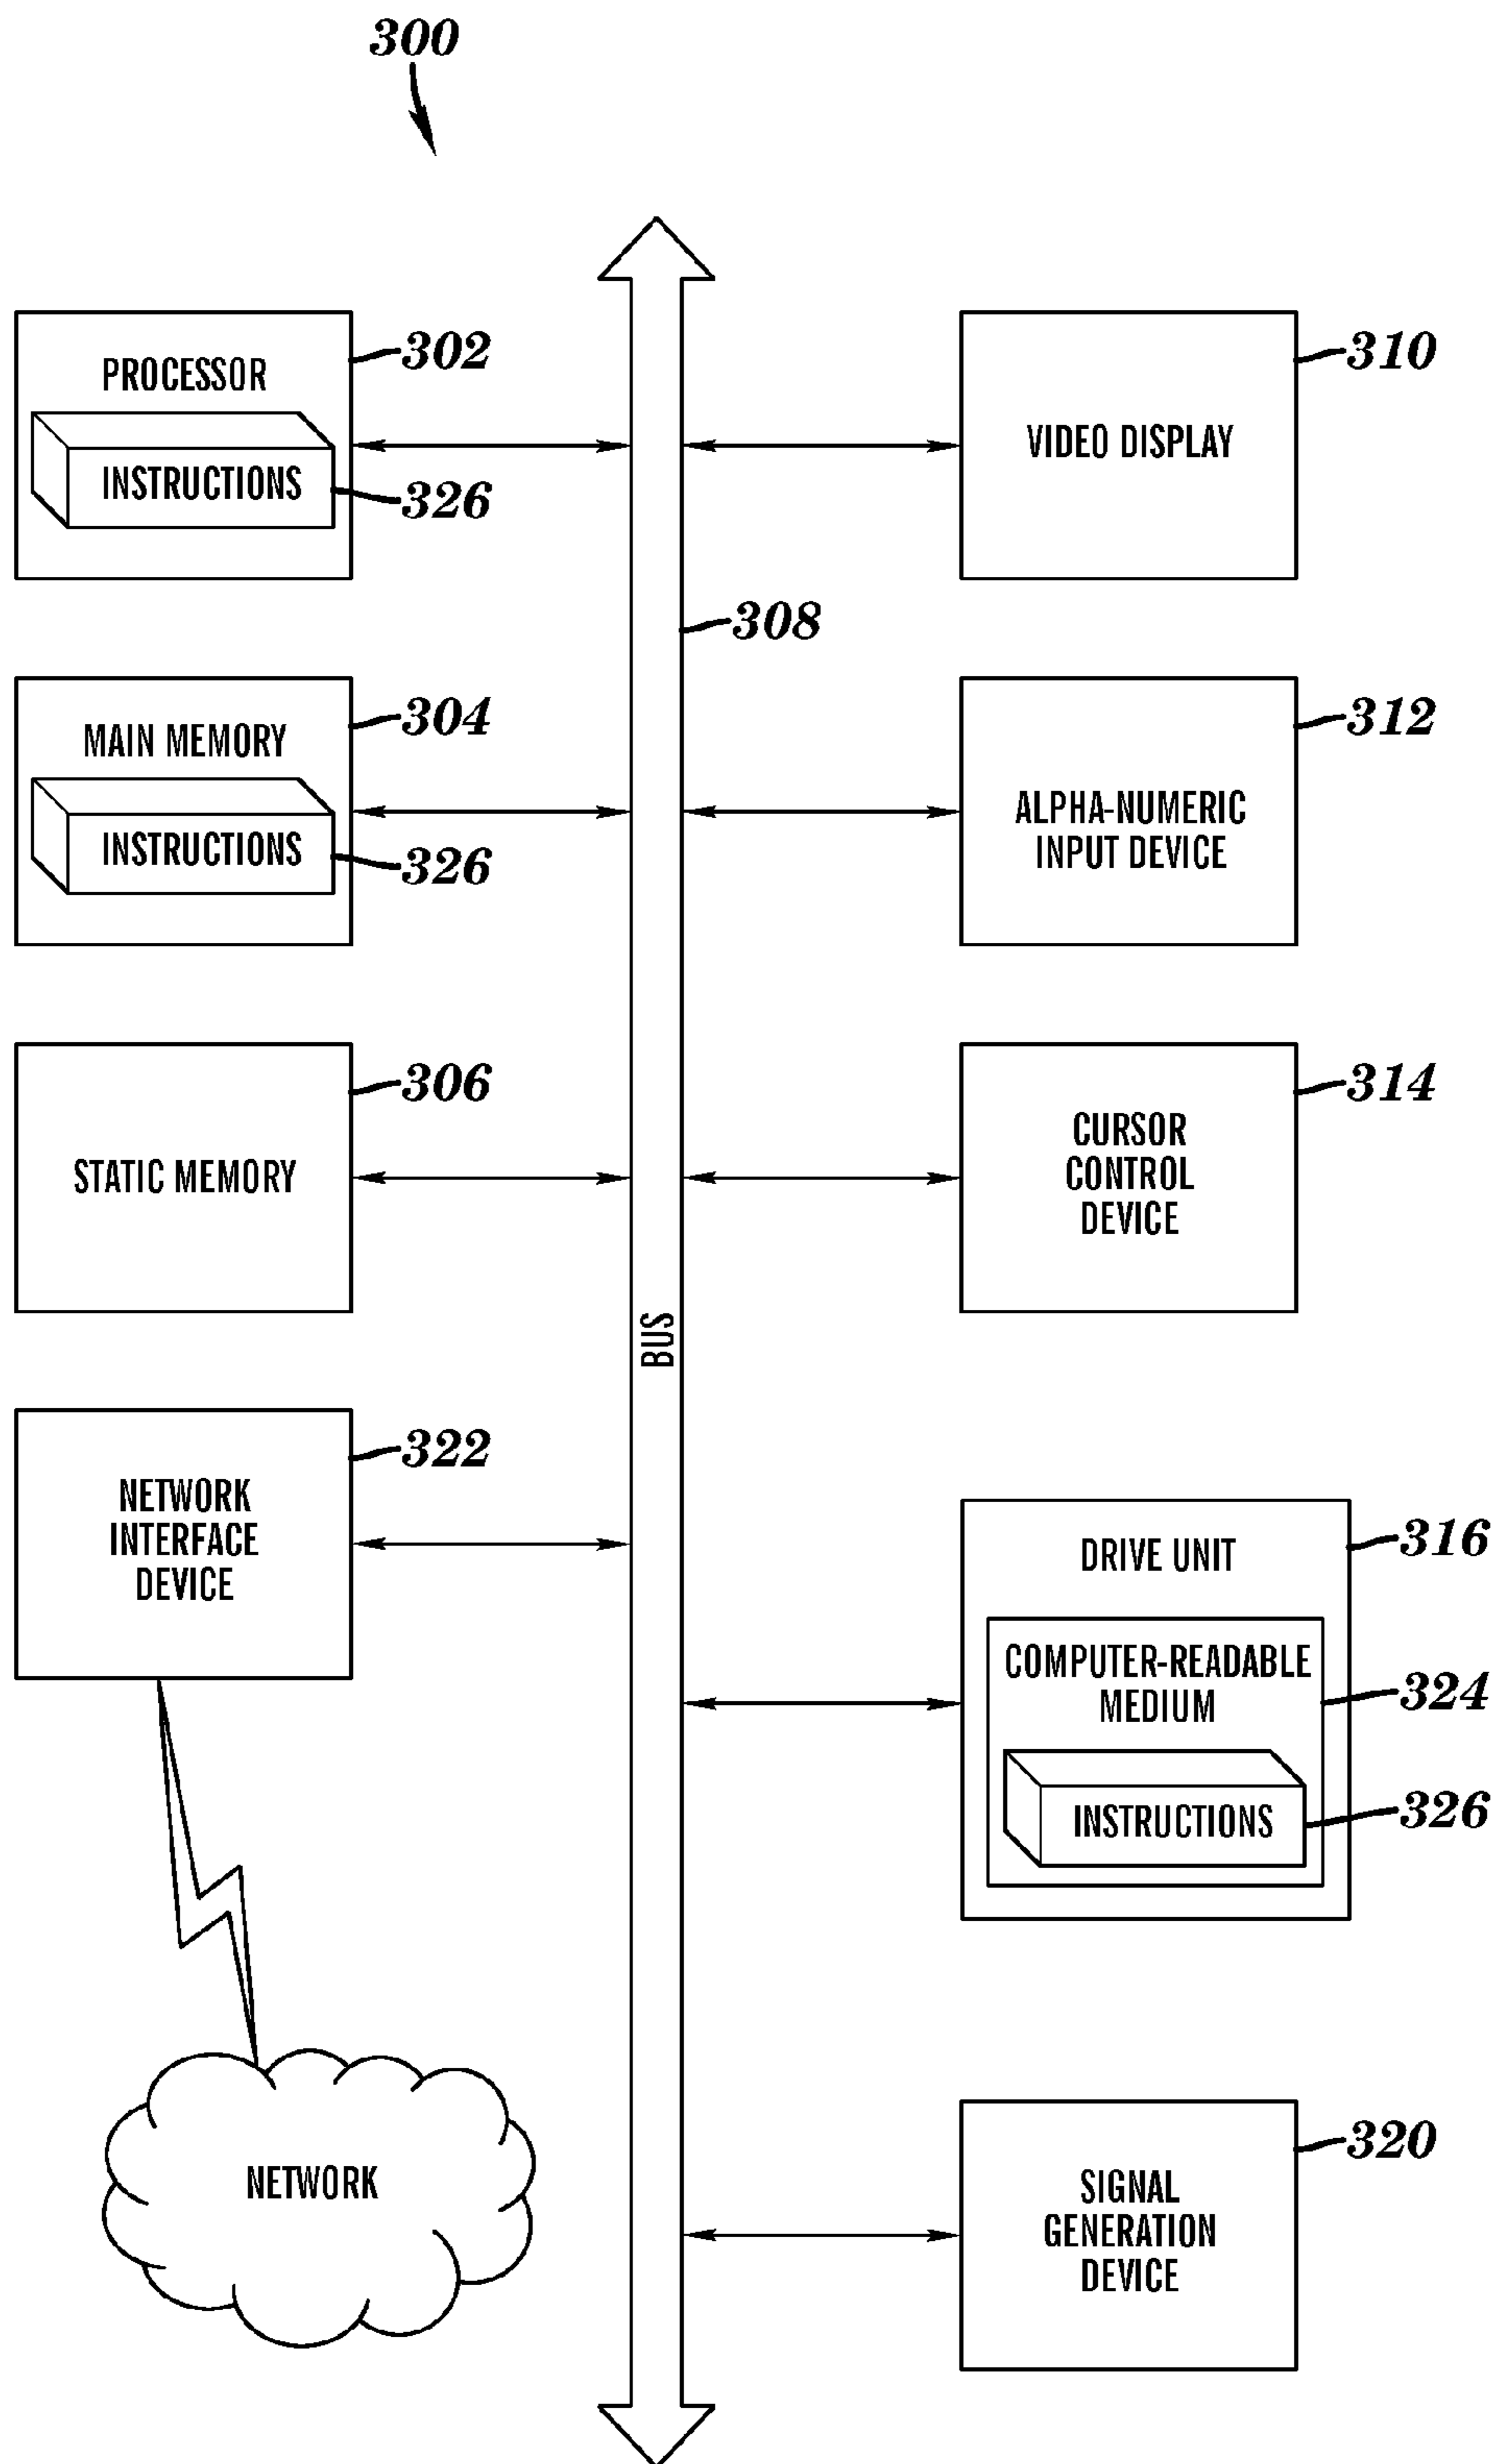 300
PROCESSOR
302
INSTRUCTIONS
326
310
VIDEO DISPLAY
308
MAIN MEMORY
304
INSTRUCTIONS
326
312
ALPHA-NUMERIC
INPUT DEVICE
STATIC MEMORY
306
314
CURSOR
CONTROL
DEVICE
BUS
NETWORK
INTERFACE
DEVICE
322
DRIVE UNIT
316
COMPUTER-READABLE
MEDIUM
324
INSTRUCTIONS
326
NETWORK
320
SIGNAL
GENERATION
DEVICE